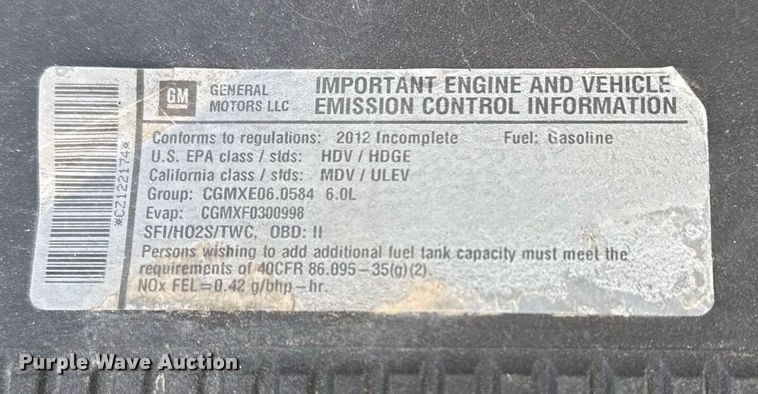 GM GENERAL MOTORS LLC
IMPORTANT ENGINE AND VEHICLE
EMISSION CONTROL INFORMATION
*CZ122174*
Conforms to regulations: 2012 Incomplete Fuel: Gasoline
U.S. EPA class / stds: HDV / HDGE
California class / stds: MDV / ULEV
Group: CGMXE06.0584 6.0L
Evap: CGMXF0300998
SFI/HO2S/TWC, OBD: II
Persons wishing to add additional fuel tank capacity must meet the
requirements of 40CFR 86.095-35(g)(2).
NOx FEL=0.42 g/bhp-hr.
Purple Wave Auction